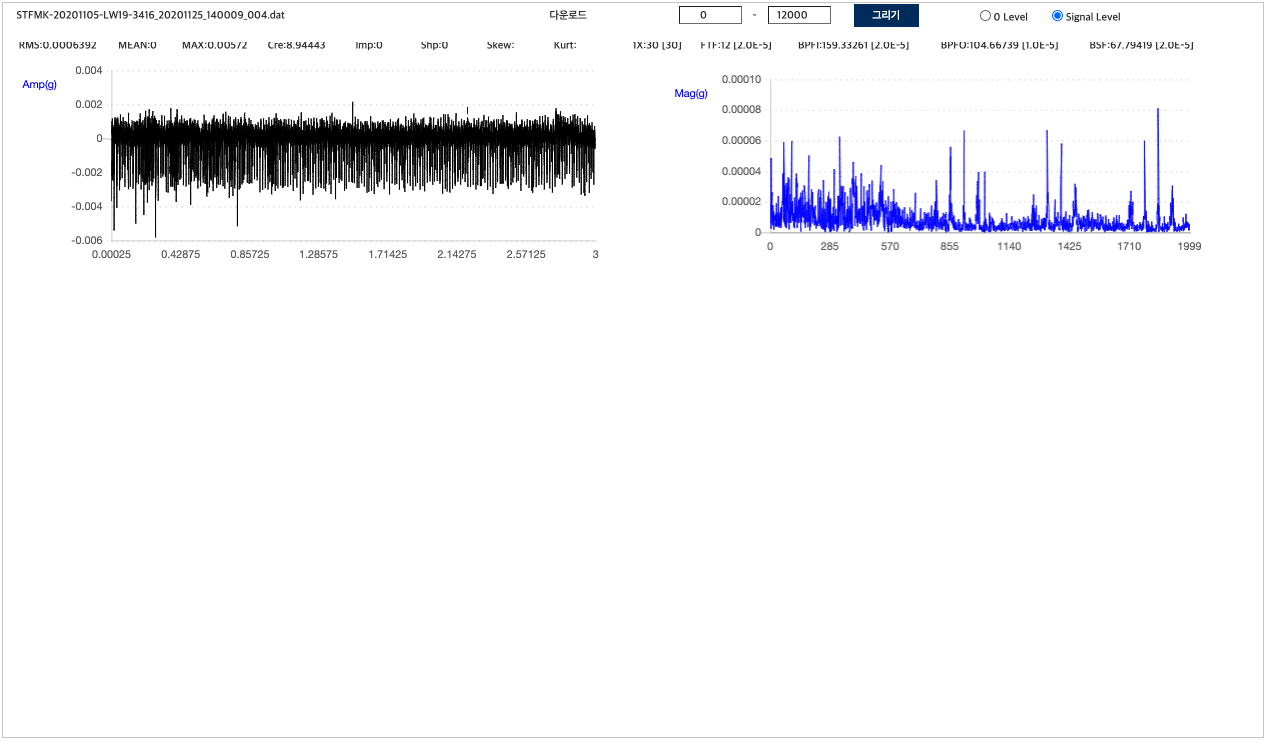 STFMK-20201105-LW19-3416_20201125_140009_004.dat 다운로드 0 - 12000 그리기 0 Level Signal Level
RMS:0.0006392 MEAN:0 MAX:0.00572 Cre:8.94443 Imp:0 Shp:0 Skew: Kurt: 1X:30 [30] FTF:12 [2.0E-5] BPFI:159.33261 [2.0E-5] BPFO:104.66739 [1.0E-5] BSF:67.79419 [2.0E-5]
Amp(g)
0.004
0.002
0
-0.002
-0.004
-0.006
0.00025 0.42875 0.85725 1.28575 1.71425 2.14275 2.57125 3
Mag(g)
0.00010
0.00008
0.00006
0.00004
0.00002
0
0 285 570 855 1140 1425 1710 1999